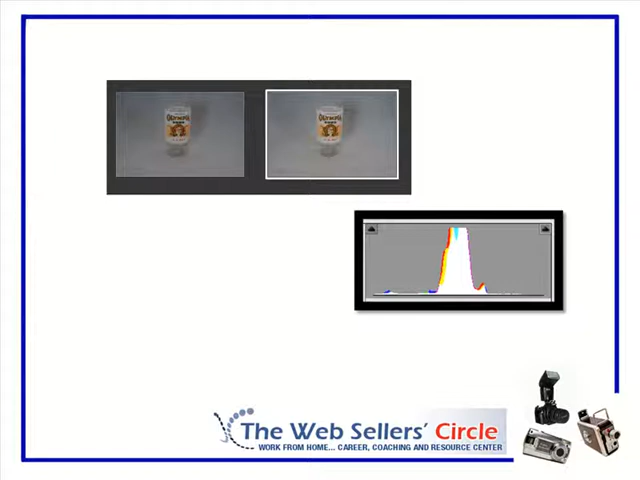 The Web Sellers' Circle
WORK FROM HOME... CAREER, COACHING AND RESOURCE CENTER